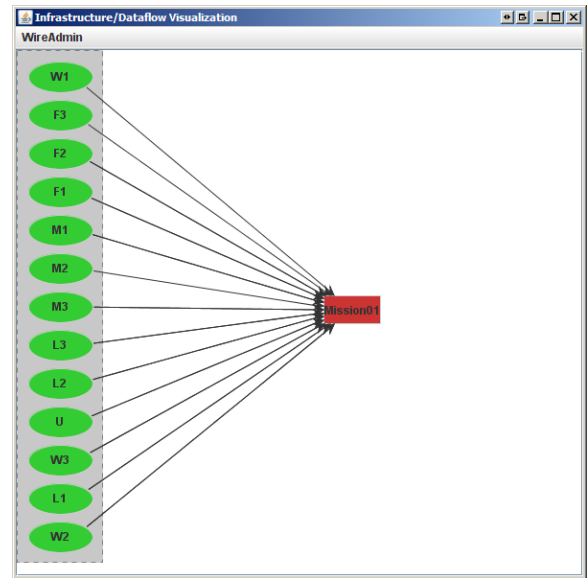 Infrastructure/Dataflow Visualization
WireAdmin
W1
F3
F2
F1
M1
M2
M3
Mission01
L3
L2
U
W3
L1
W2